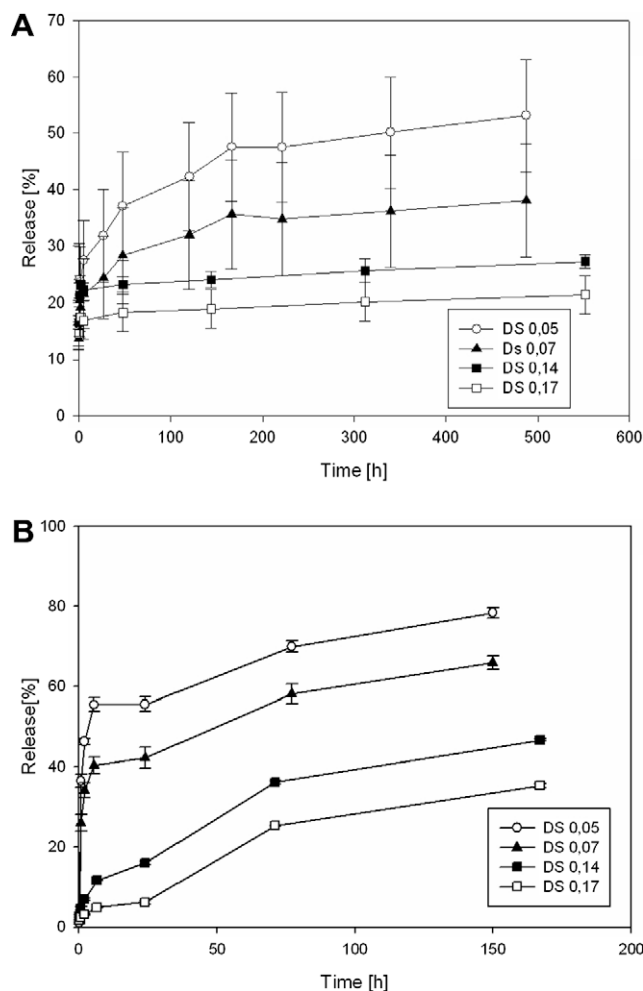 A
70
60
50
40
30
20
10
0
Release [%]
DS 0,05
Ds 0,07
DS 0,14
DS 0,17
0 100 200 300 400 500 600
Time [h]
B
100
80
60
40
20
0
Release[%]
DS 0,05
DS 0,07
DS 0,14
DS 0,17
0 50 100 150 200
Time [h]